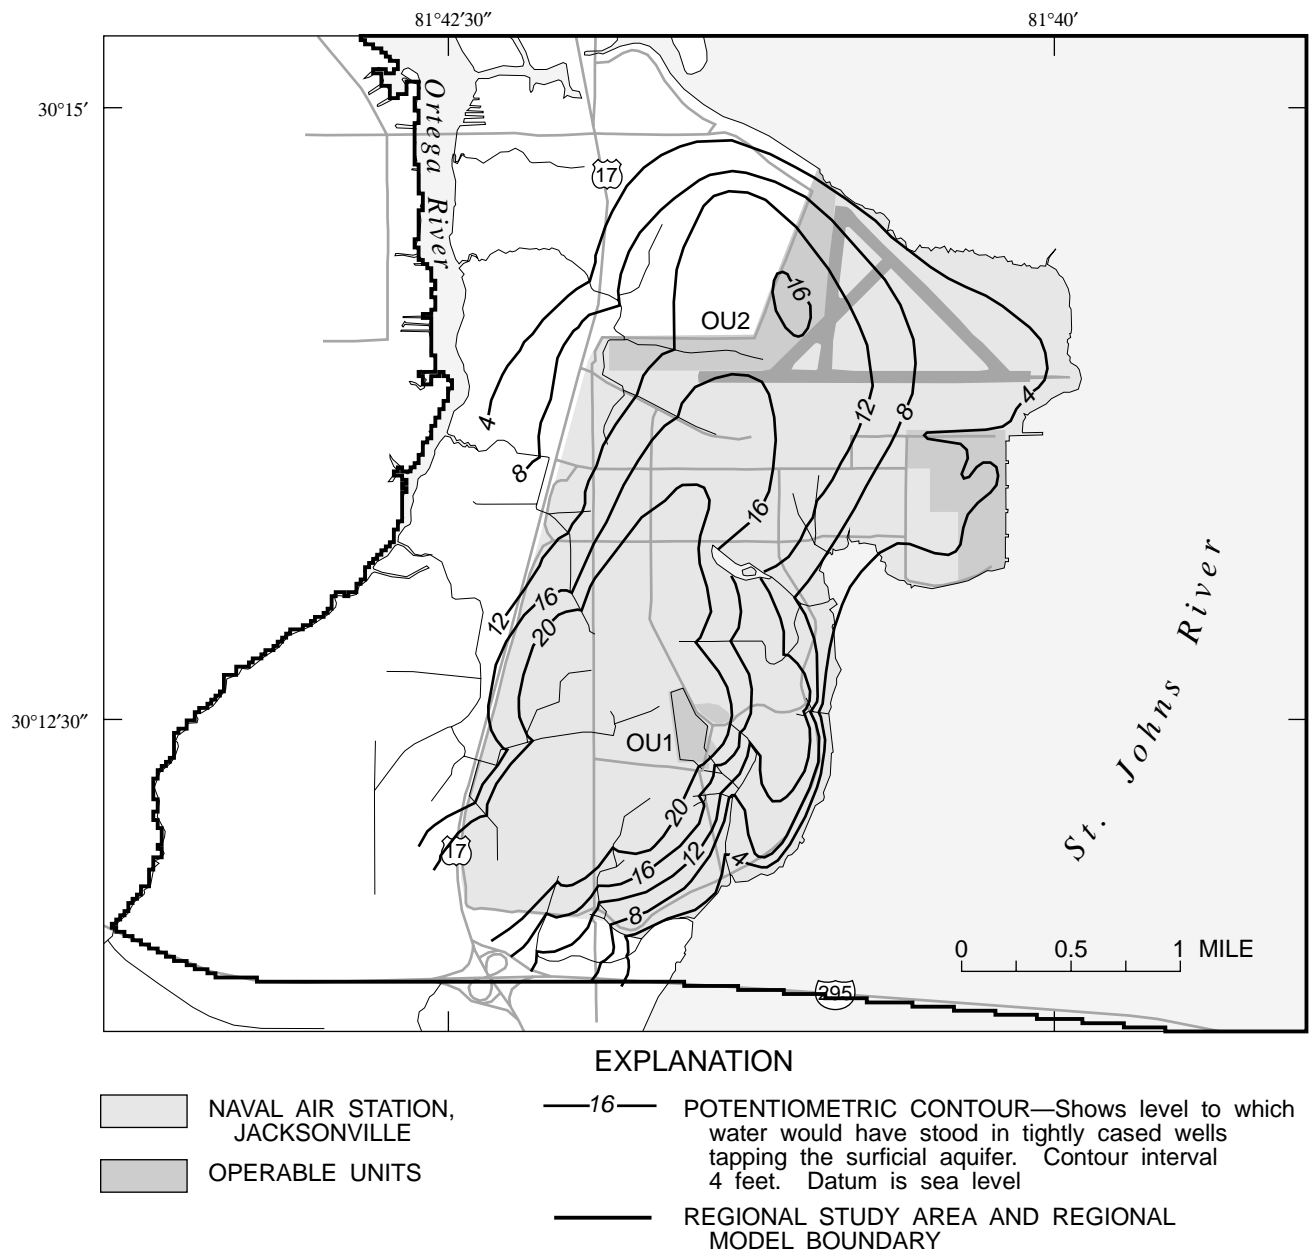 81°42′30″
81°40′
30°15′
Ortega River
17
16
OU2
4
12
8
4
8
16
16
12
20
30°12′30″
OU1
St. Johns River
20
12
4
17
16
8
0 0.5 1 MILE
295
EXPLANATION
NAVAL AIR STATION,
JACKSONVILLE
OPERABLE UNITS
16
POTENTIOMETRIC CONTOUR—Shows level to which
water would have stood in tightly cased wells
tapping the surficial aquifer. Contour interval
4 feet. Datum is sea level
REGIONAL STUDY AREA AND REGIONAL
MODEL BOUNDARY